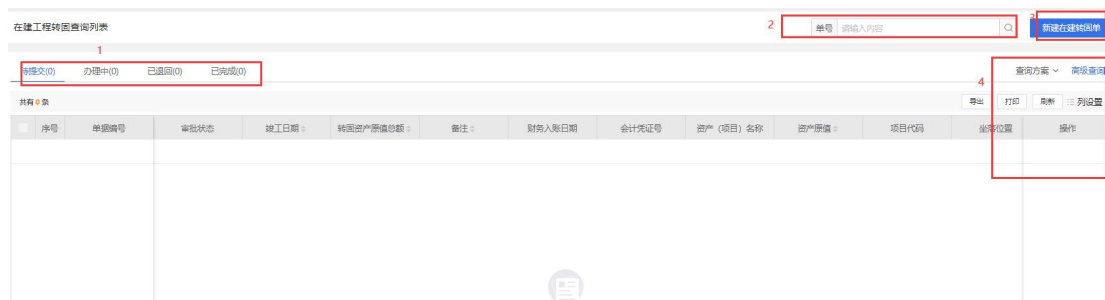 在建工程转固查询列表 2 单号 请输入内容 3 新建在建转固单
1
待提交(0) 办理中(0) 已退回(0) 已完成(0) 4 查询方案 高级查询
共有 0 条 导出 打印 刷新 列设置
序号 单据编号 审批状态 竣工日期 转固资产原值总额 备注 财务入账日期 会计凭证号 资产（项目）名称 资产原值 项目代码 坐落位置 操作